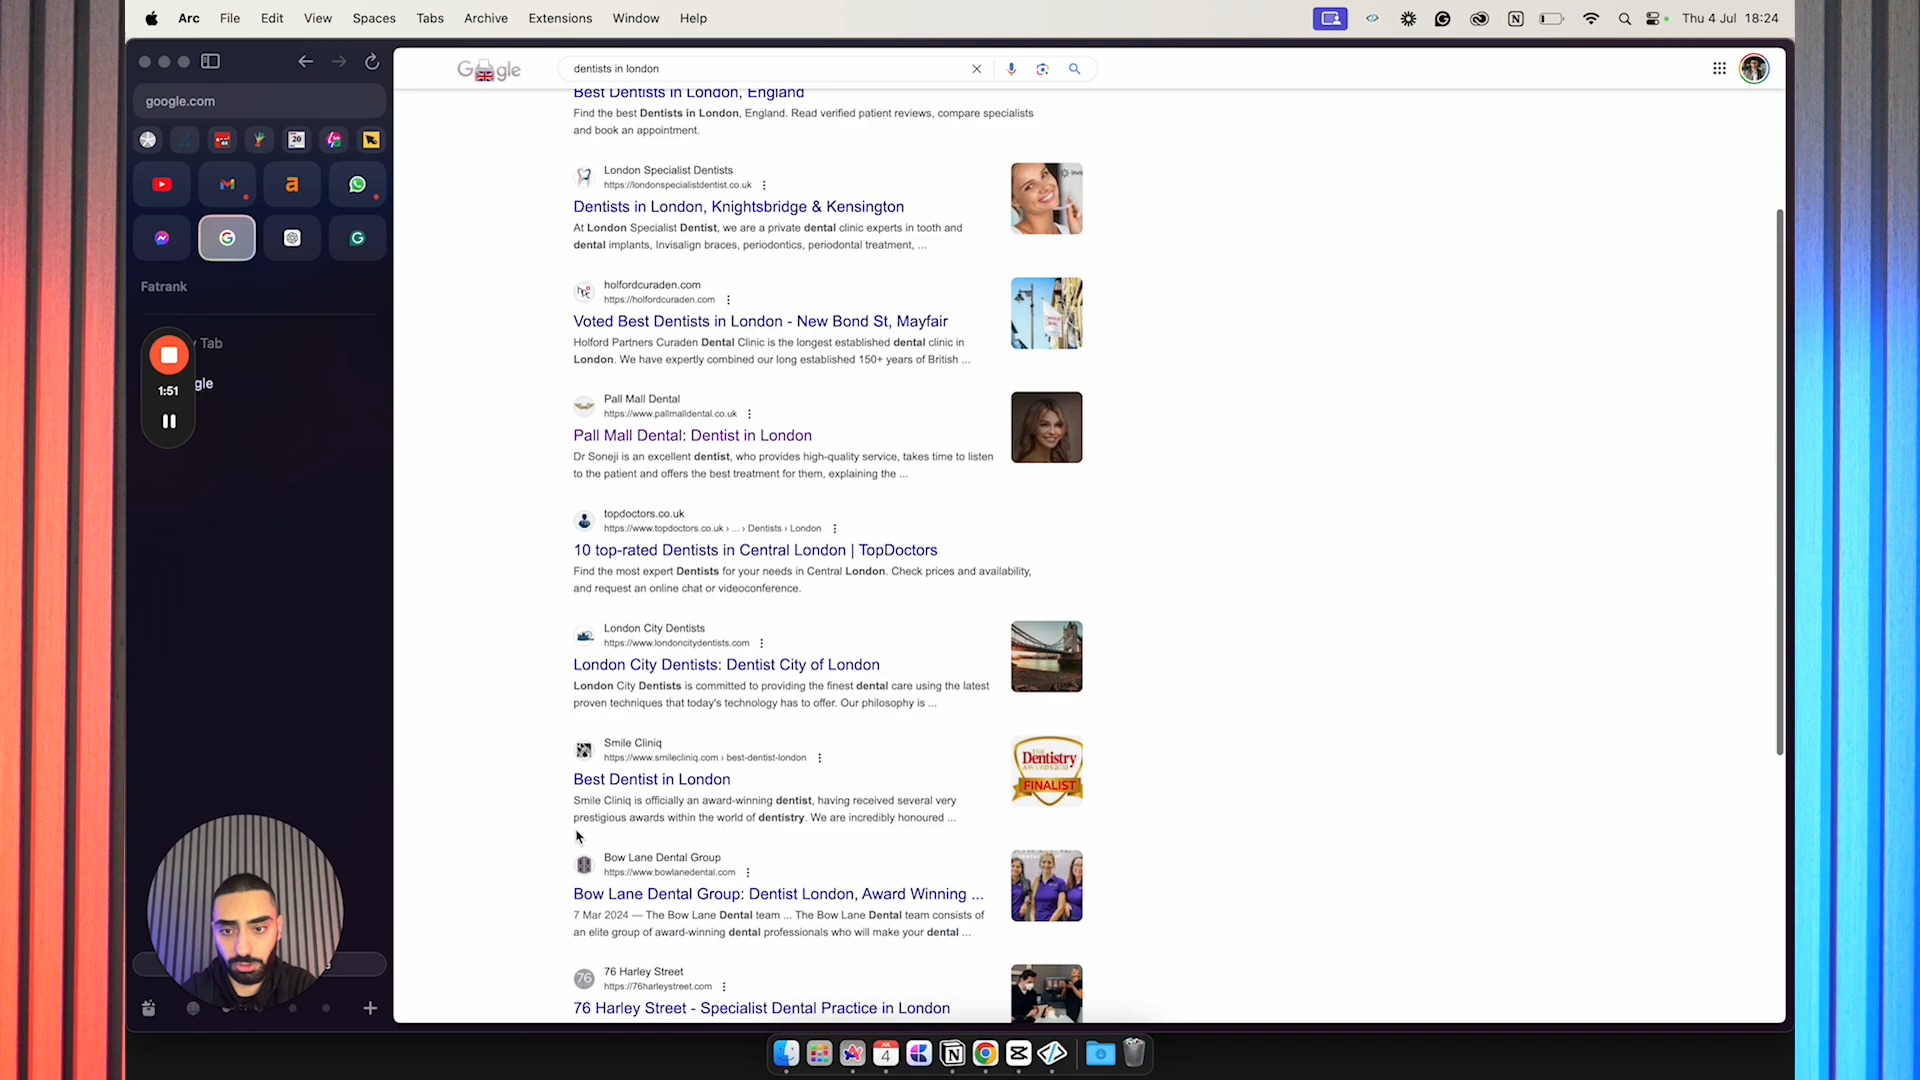 Arc File Edit View Spaces Tabs Archive Extensions Window Help
Thu 4 Jul 18:24
google.com
Fatrank
Tab
gle
1:51
Google
dentists in london
Best Dentists in London, England
Find the best Dentists in London, England. Read verified patient reviews, compare specialists
and book an appointment.
London Specialist Dentists
https://londonspecialistdentist.co.uk
Dentists in London, Knightsbridge & Kensington
At London Specialist Dentist, we are a private dental clinic experts in tooth and
dental implants, Invisalign braces, periodontics, periodontal treatment, ...
holfordcuraden.com
https://holfordcuraden.com
Voted Best Dentists in London - New Bond St, Mayfair
Holford Partners Curaden Dental Clinic is the longest established dental clinic in
London. We have expertly combined our long established 150+ years of British ...
Pall Mall Dental
https://www.pallmalldental.co.uk
Pall Mall Dental: Dentist in London
Dr Soneji is an excellent dentist, who provides high-quality service, takes time to listen
to the patient and offers the best treatment for them, explaining the ...
topdoctors.co.uk
https://www.topdoctors.co.uk › ... › Dentists › London
10 top-rated Dentists in Central London | TopDoctors
Find the most expert Dentists for your needs in Central London. Check prices and availability,
and request an online chat or videoconference.
London City Dentists
https://www.londoncitydentists.com
London City Dentists: Dentist City of London
London City Dentists is committed to providing the finest dental care using the latest
proven techniques that today's technology has to offer. Our philosophy is ...
Smile Cliniq
https://www.smilecliniq.com › best-dentist-london
Best Dentist in London
Smile Cliniq is officially an award-winning dentist, having received several very
prestigious awards within the world of dentistry. We are incredibly honoured ...
Dentistry
FINALIST
Bow Lane Dental Group
https://www.bowlanedental.com
Bow Lane Dental Group: Dentist London, Award Winning ...
7 Mar 2024 — The Bow Lane Dental team ... The Bow Lane Dental team consists of
an elite group of award-winning dental professionals who will make your dental ...
76
76 Harley Street
https://76harleystreet.com
76 Harley Street - Specialist Dental Practice in London